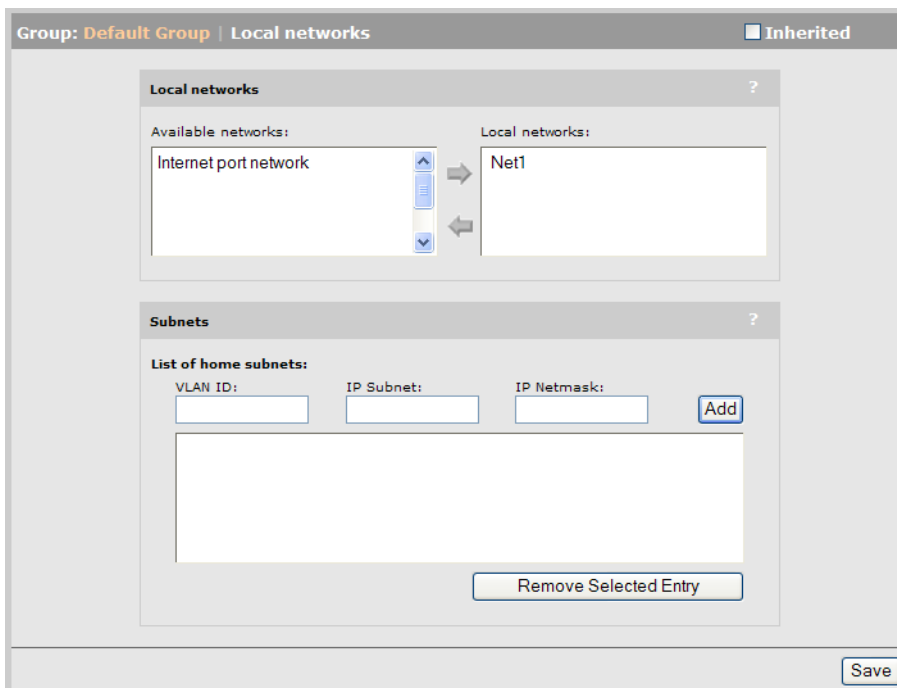 Group: Default Group | Local networks
Inherited
Local networks
?
Available networks:
Local networks:
Internet port network
Net1
Subnets
?
List of home subnets:
VLAN ID:
IP Subnet:
IP Netmask:
Add
Remove Selected Entry
Save